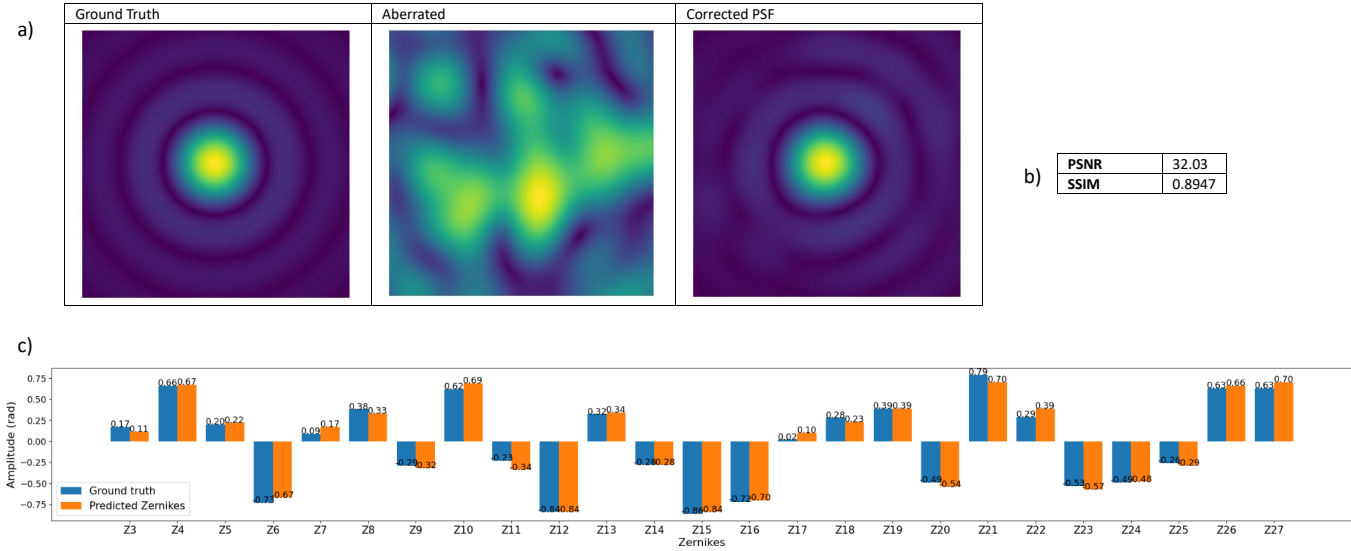 a)
Ground Truth Aberrated Corrected PSF
b)
PSNR 32.03
SSIM 0.8947
c)
Amplitude (rad)
0.75
0.50
0.25
0.00
−0.25
−0.50
−0.75
0.17 0.11 0.66 0.67 0.20 0.22 -0.73 -0.67 0.09 0.17 0.38 0.33 -0.29 -0.32 0.62 0.69 -0.23 -0.34 -0.84 -0.84 0.32 0.34 -0.28 -0.28 -0.86 -0.84 -0.72 -0.70 0.02 0.10 0.28 0.23 0.39 0.39 -0.49 -0.54 0.79 0.70 0.29 0.39 -0.53 -0.57 -0.49 -0.48 -0.26 -0.29 0.63 0.66 0.63 0.70
Ground truth
Predicted Zernikes
Z3 Z4 Z5 Z6 Z7 Z8 Z9 Z10 Z11 Z12 Z13 Z14 Z15 Z16 Z17 Z18 Z19 Z20 Z21 Z22 Z23 Z24 Z25 Z26 Z27
Zernikes